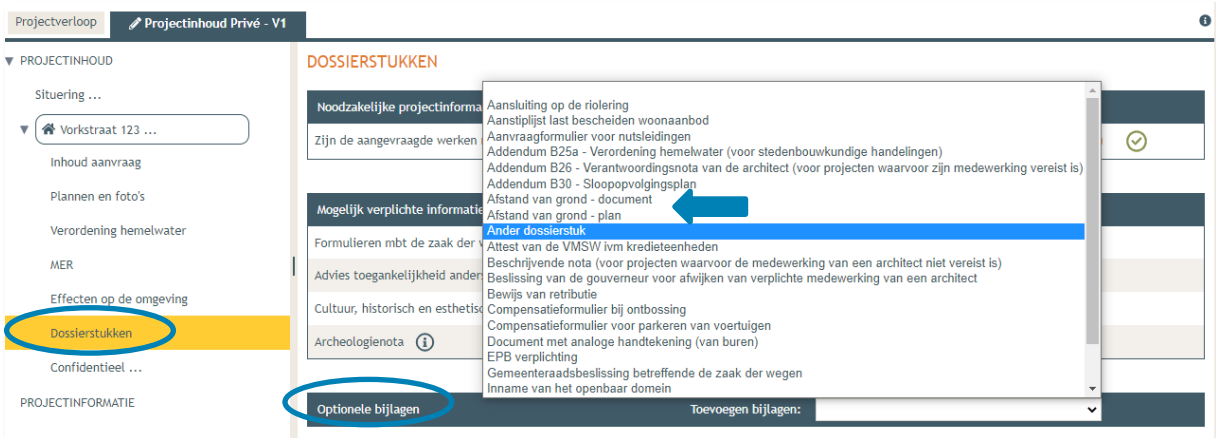 Projectverloop
Projectinhoud Privé - V1
PROJECTINHOUD
Situering ...
Vorkstraat 123 ...
Inhoud aanvraag
Plannen en foto's
Verordening hemelwater
MER
Effecten op de omgeving
Dossierstukken
Confidentieel ...
PROJECTINFORMATIE
DOSSIERSTUKKEN
Noodzakelijke projectinforma
Zijn de aangevraagde werken
Mogelijk verplichte informatie
Formulieren mbt de zaak der
Advies toegankelijkheid anders
Cultuur, historisch en esthetisc
Archeologienota
Aansluiting op de riolering
Aanstiplijst last bescheiden woonaanbod
Aanvraagformulier voor nutsleidingen
Addendum B25a - Verordening hemelwater (voor stedenbouwkundige handelingen)
Addendum B26 - Verantwoordingsnota van de architect (voor projecten waarvoor zijn medewerking vereist is)
Addendum B30 - Sloopopvolgingsplan
Afstand van grond - document
Afstand van grond - plan
Ander dossierstuk
Attest van de VMSW ivm kredieteenheden
Beschrijvende nota (voor projecten waarvoor de medewerking van een architect niet vereist is)
Beslissing van de gouverneur voor afwijken van verplichte medewerking van een architect
Bewijs van retributie
Compensatieformulier bij ontbossing
Compensatieformulier voor parkeren van voertuigen
Document met analoge handtekening (van buren)
EPB verplichting
Gemeenteraadsbeslissing betreffende de zaak der wegen
Inname van het openbaar domein
Optionele bijlagen
Toevoegen bijlagen: